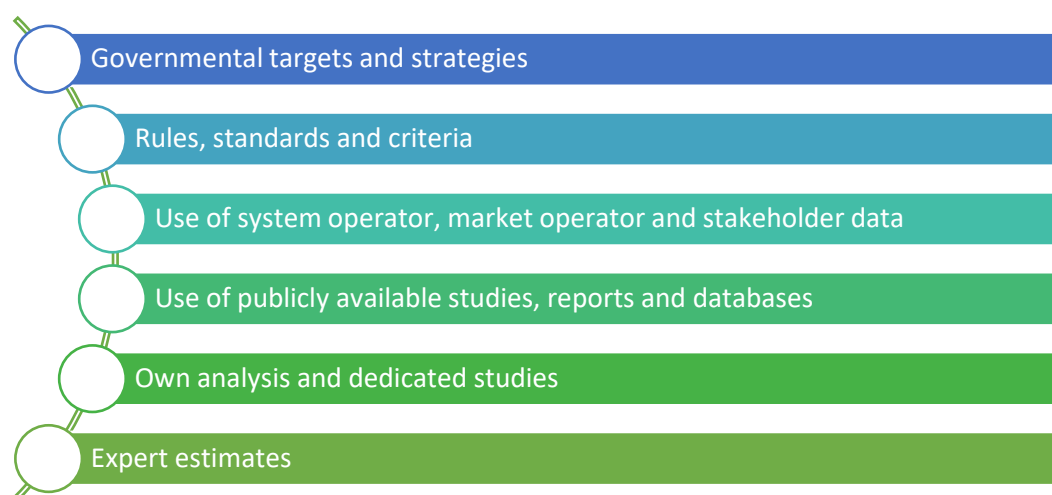 Governmental targets and strategies
Rules, standards and criteria
Use of system operator, market operator and stakeholder data
Use of publicly available studies, reports and databases
Own analysis and dedicated studies
Expert estimates